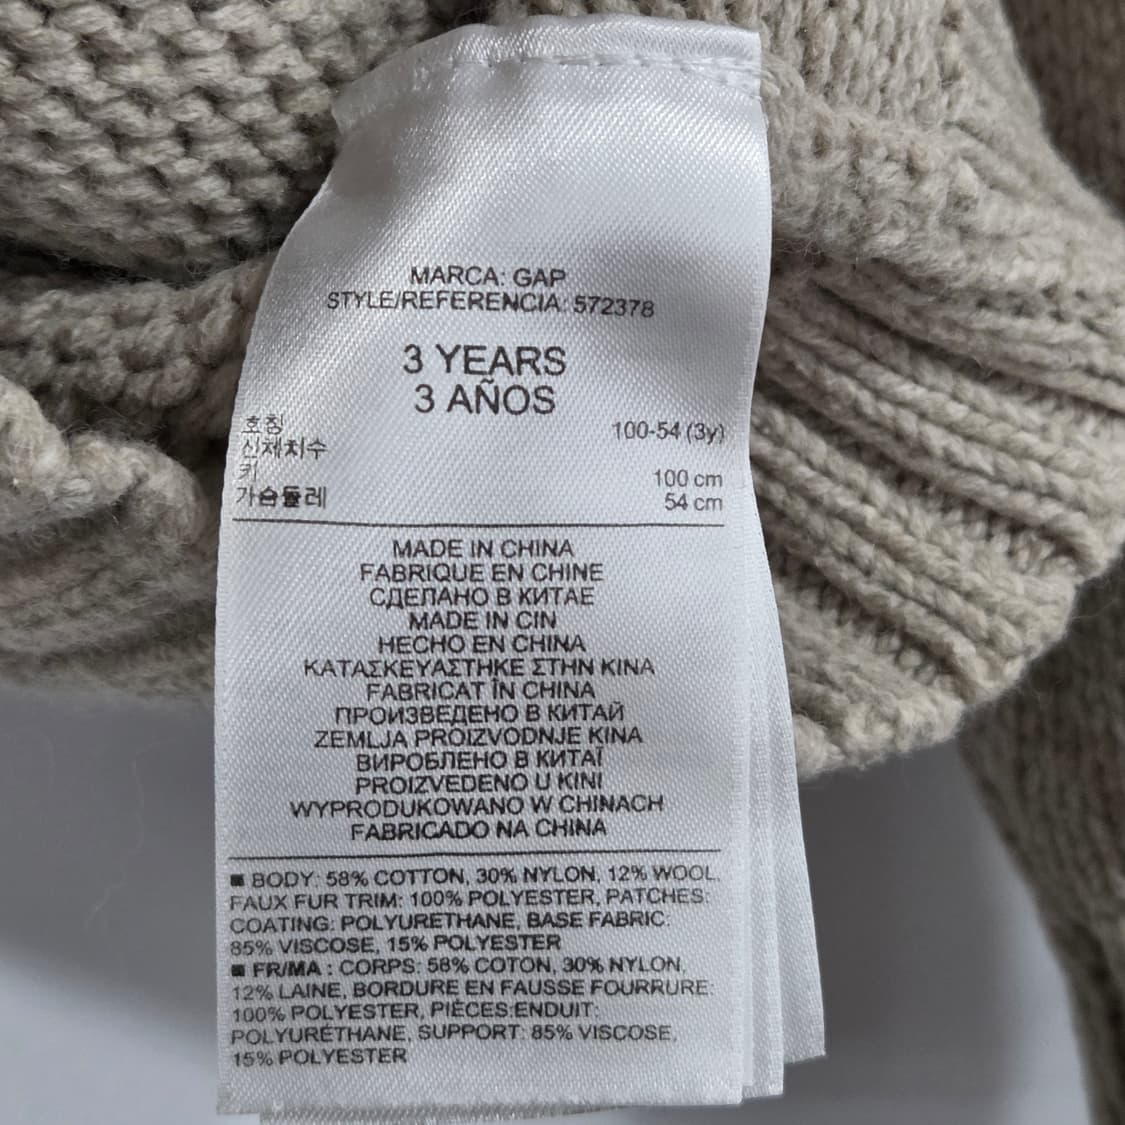 MARCA: GAP
STYLE/REFERENCIA: 572378
3 YEARS
3 AÑOS
호칭 100-54 (3y)
신체치수
키 100 cm
가슴둘레 54 cm
MADE IN CHINA
FABRIQUE EN CHINE
СДЕЛАНО В КИТАЕ
MADE IN CIN
HECHO EN CHINA
ΚΑΤΑΣΚΕΥΑΣΤΗΚΕ ΣΤΗΝ ΚΙΝΑ
FABRICAT ÎN CHINA
ПРОИЗВЕДЕНО В КИТАЙ
ZEMLJA PROIZVODNJE KINA
ВИРОБЛЕНО В КИТАЇ
PROIZVEDENO U KINI
WYPRODUKOWANO W CHINACH
FABRICADO NA CHINA
■ BODY: 58% COTTON, 30% NYLON, 12% WOOL,
FAUX FUR TRIM: 100% POLYESTER, PATCHES:
COATING: POLYURETHANE, BASE FABRIC:
85% VISCOSE, 15% POLYESTER
■ FR/MA : CORPS: 58% COTON, 30% NYLON,
12% LAINE, BORDURE EN FAUSSE FOURRURE:
100% POLYESTER, PIÈCES:ENDUIT:
POLYURÉTHANE, SUPPORT: 85% VISCOSE,
15% POLYESTER